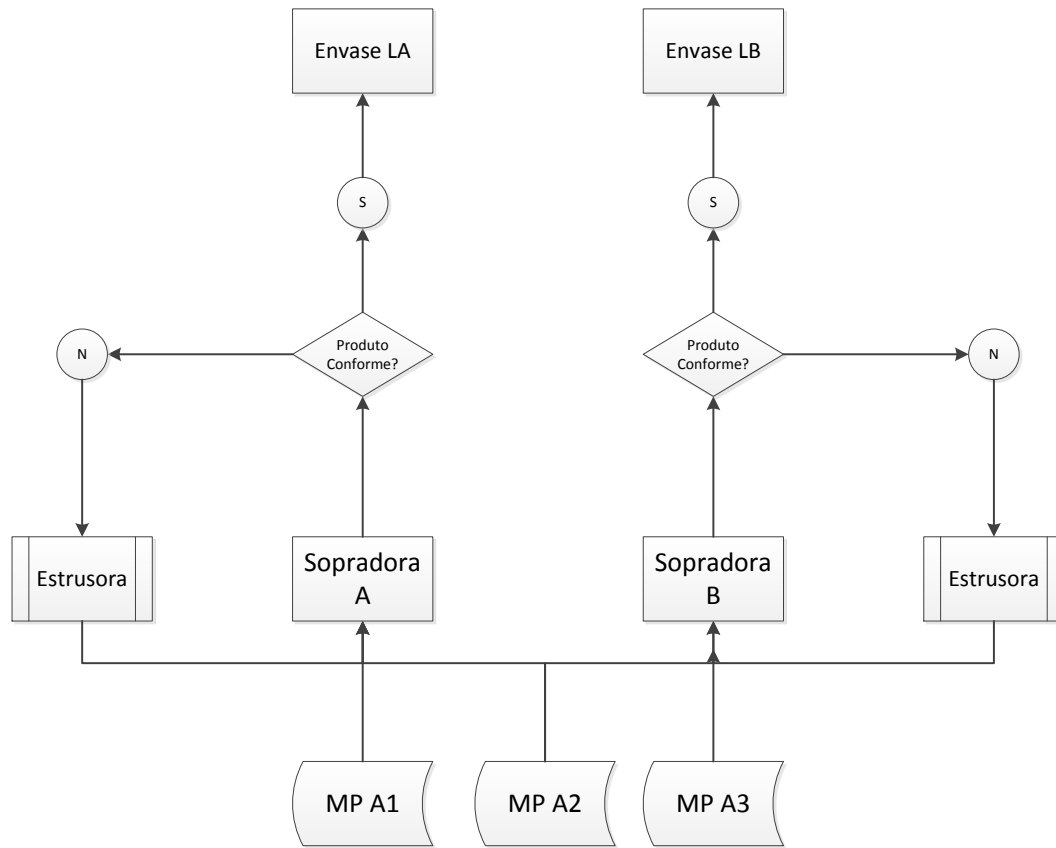 Envase LA
Envase LB
S
S
N
Produto
Conforme?
Produto
Conforme?
N
Estrusora
Sopradora
A
Sopradora
B
Estrusora
MP A1
MP A2
MP A3